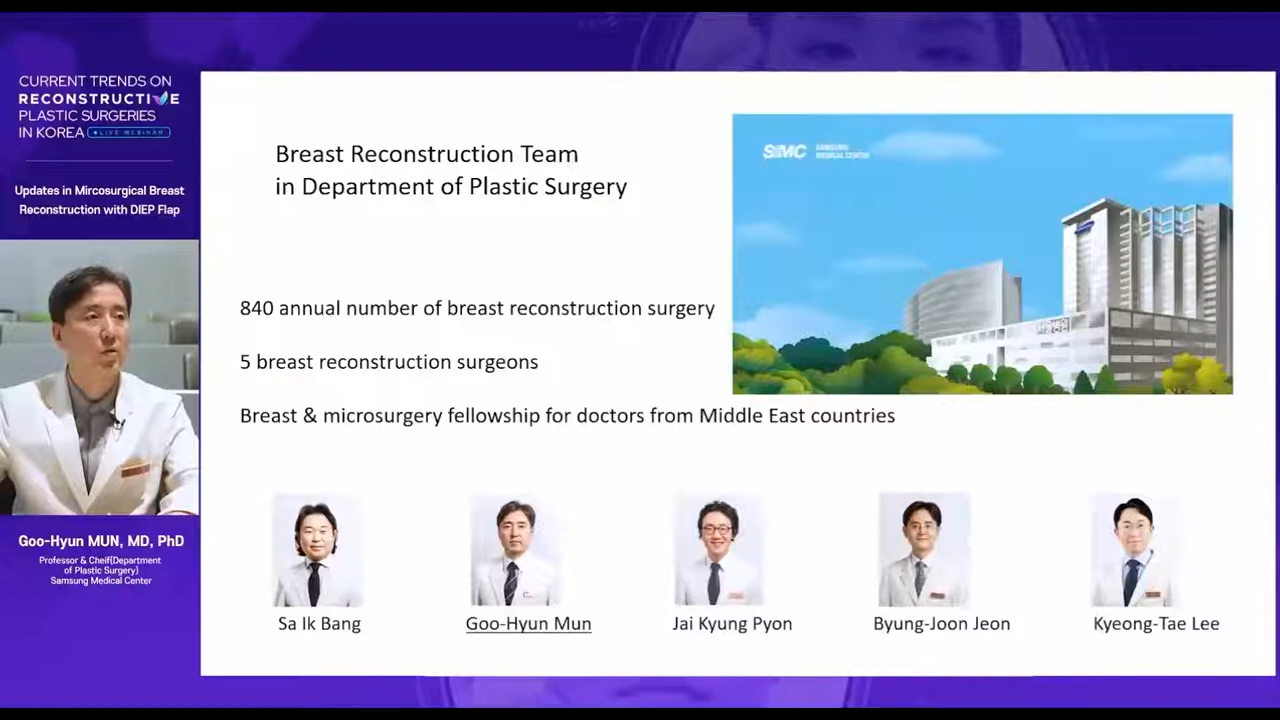 CURRENT TRENDS ON
RECONSTRUCTIVE
PLASTIC SURGERIES
IN KOREA LIVE WEBINAR
Updates in Mircosurgical Breast
Reconstruction with DIEP Flap
Goo-Hyun MUN, MD, PhD
Professor & Cheif(Department
of Plastic Surgery)
Samsung Medical Center
Breast Reconstruction Team
in Department of Plastic Surgery
SMC SAMSUNG
MEDICAL CENTER
840 annual number of breast reconstruction surgery
5 breast reconstruction surgeons
Breast & microsurgery fellowship for doctors from Middle East countries
Sa Ik Bang
Goo-Hyun Mun
Jai Kyung Pyon
Byung-Joon Jeon
Kyeong-Tae Lee